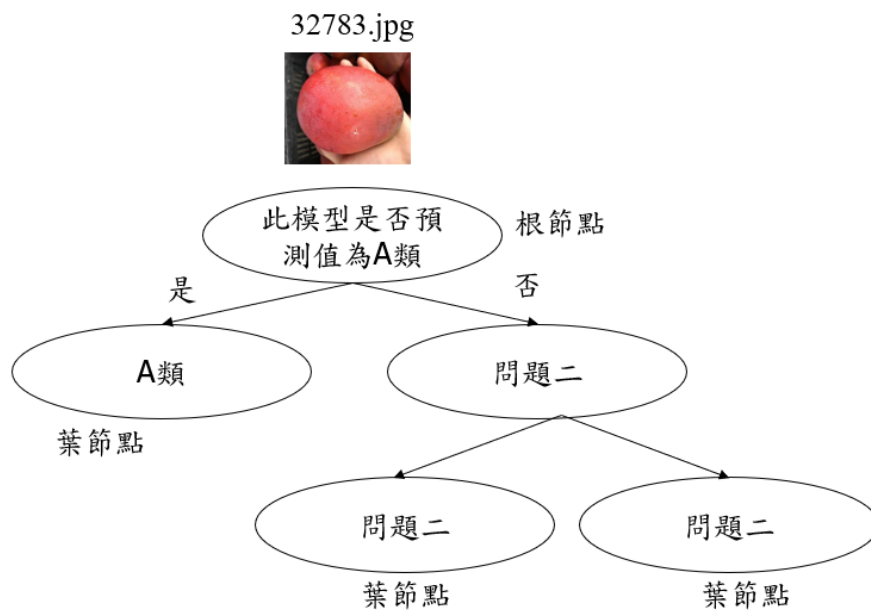 32783.jpg
此模型是否預
測值為A類
根節點
是
否
A類
問題二
葉節點
問題二
問題二
葉節點
葉節點